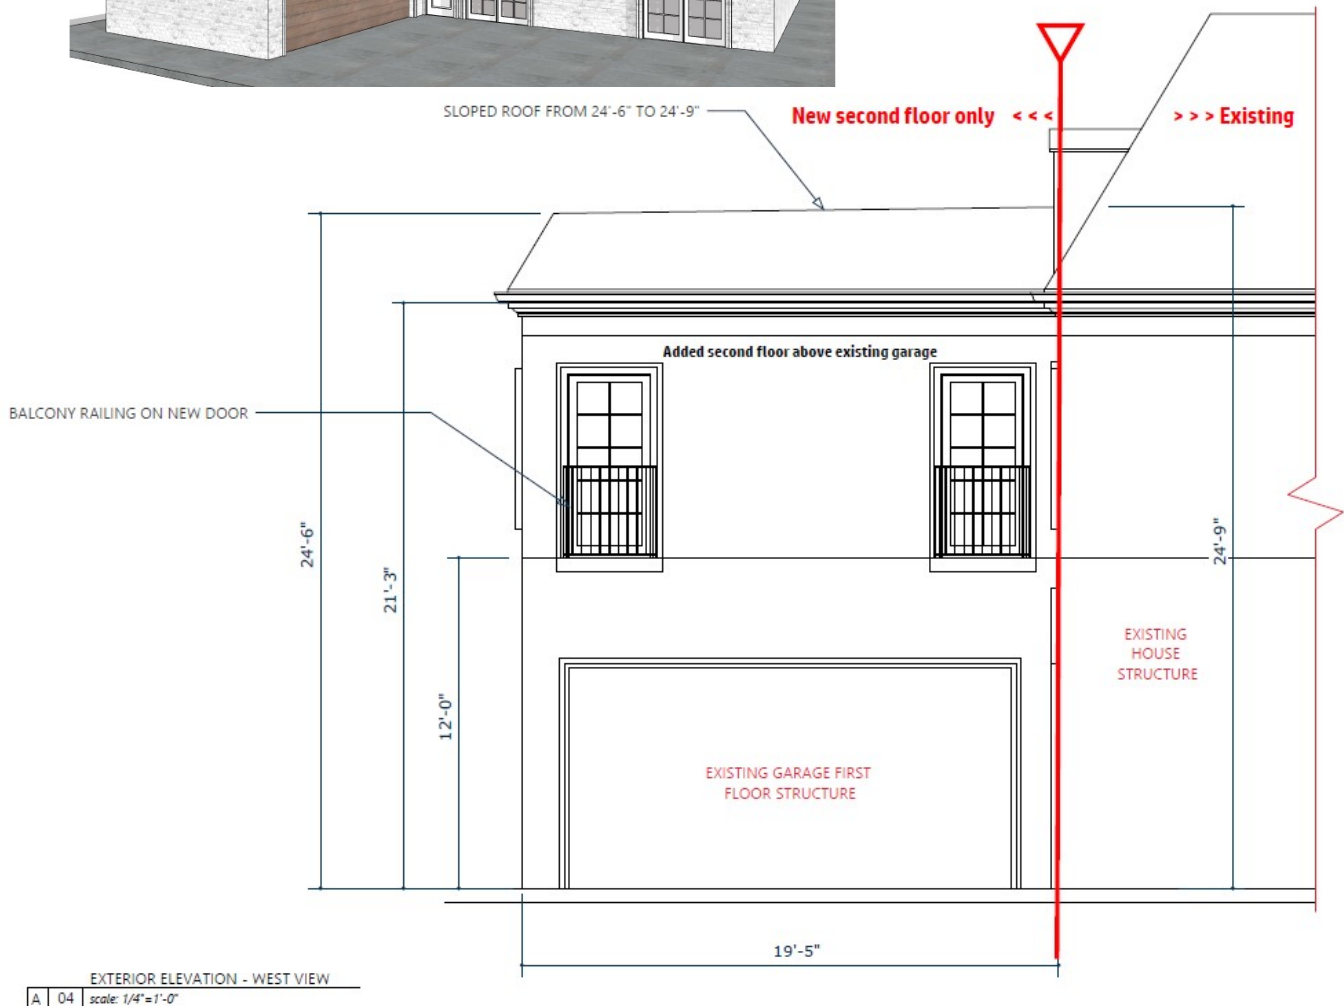 SLOPED ROOF FROM 24'-6" TO 24'-9"
New second floor only < < <
> > > Existing
Added second floor above existing garage
BALCONY RAILING ON NEW DOOR
24'-6"
21'-3"
12'-0"
24'-9"
EXISTING
HOUSE
STRUCTURE
EXISTING GARAGE FIRST
FLOOR STRUCTURE
19'-5"
EXTERIOR ELEVATION - WEST VIEW
A 04 scale: 1/4"=1'-0"